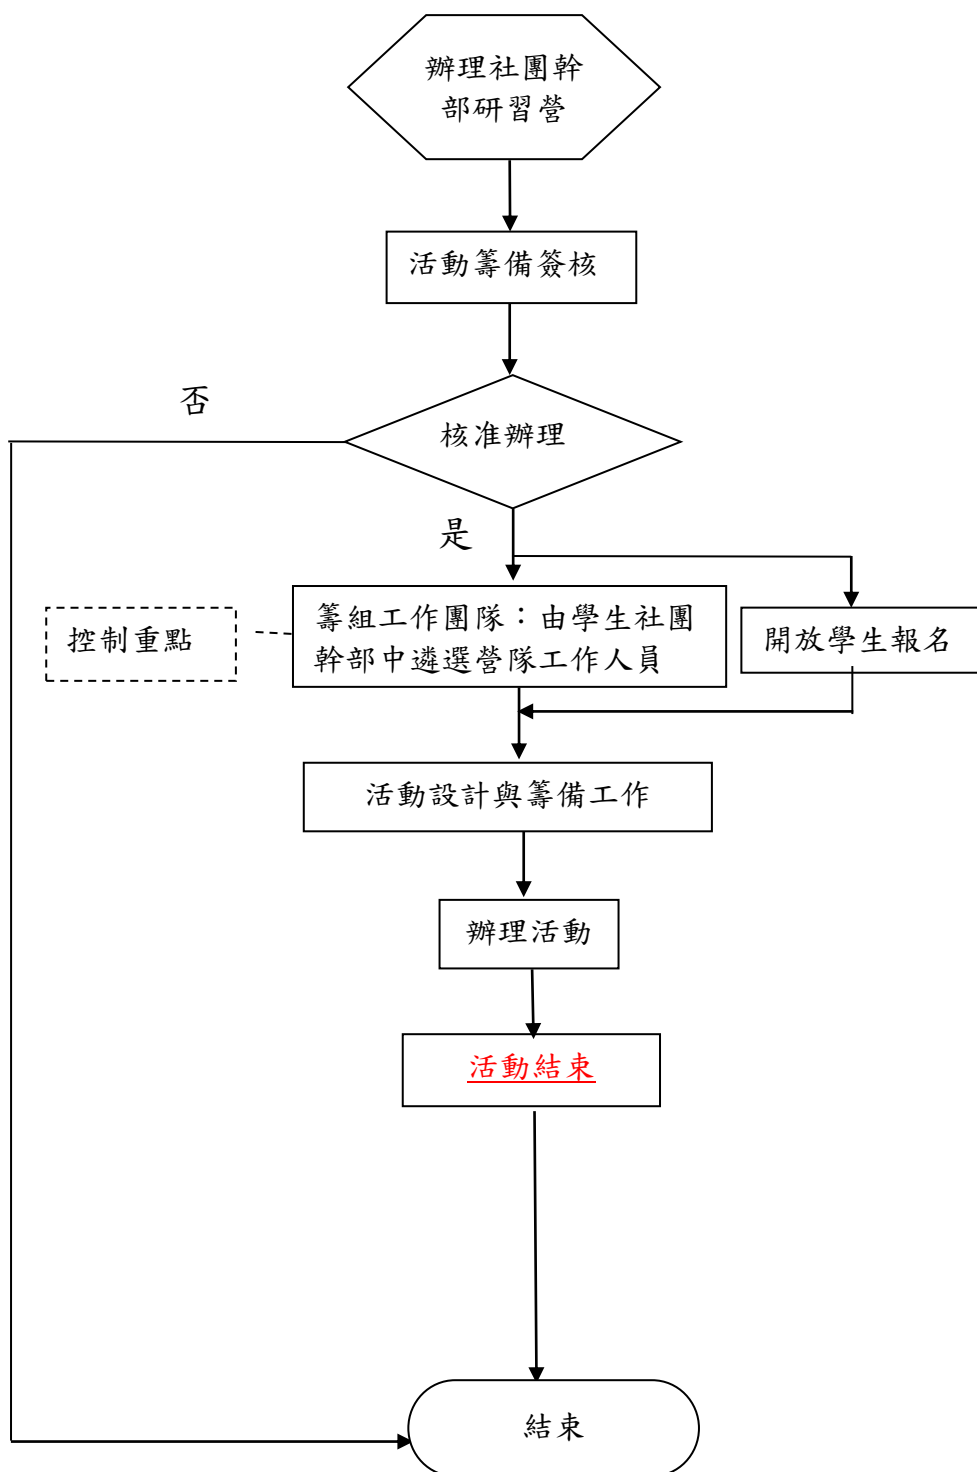 辦理社團幹
部研習營
活動籌備簽核
否
核准辦理
是
控制重點
籌組工作團隊：由學生社團
幹部中遴選營隊工作人員
開放學生報名
活動設計與籌備工作
辦理活動
活動結束
結束